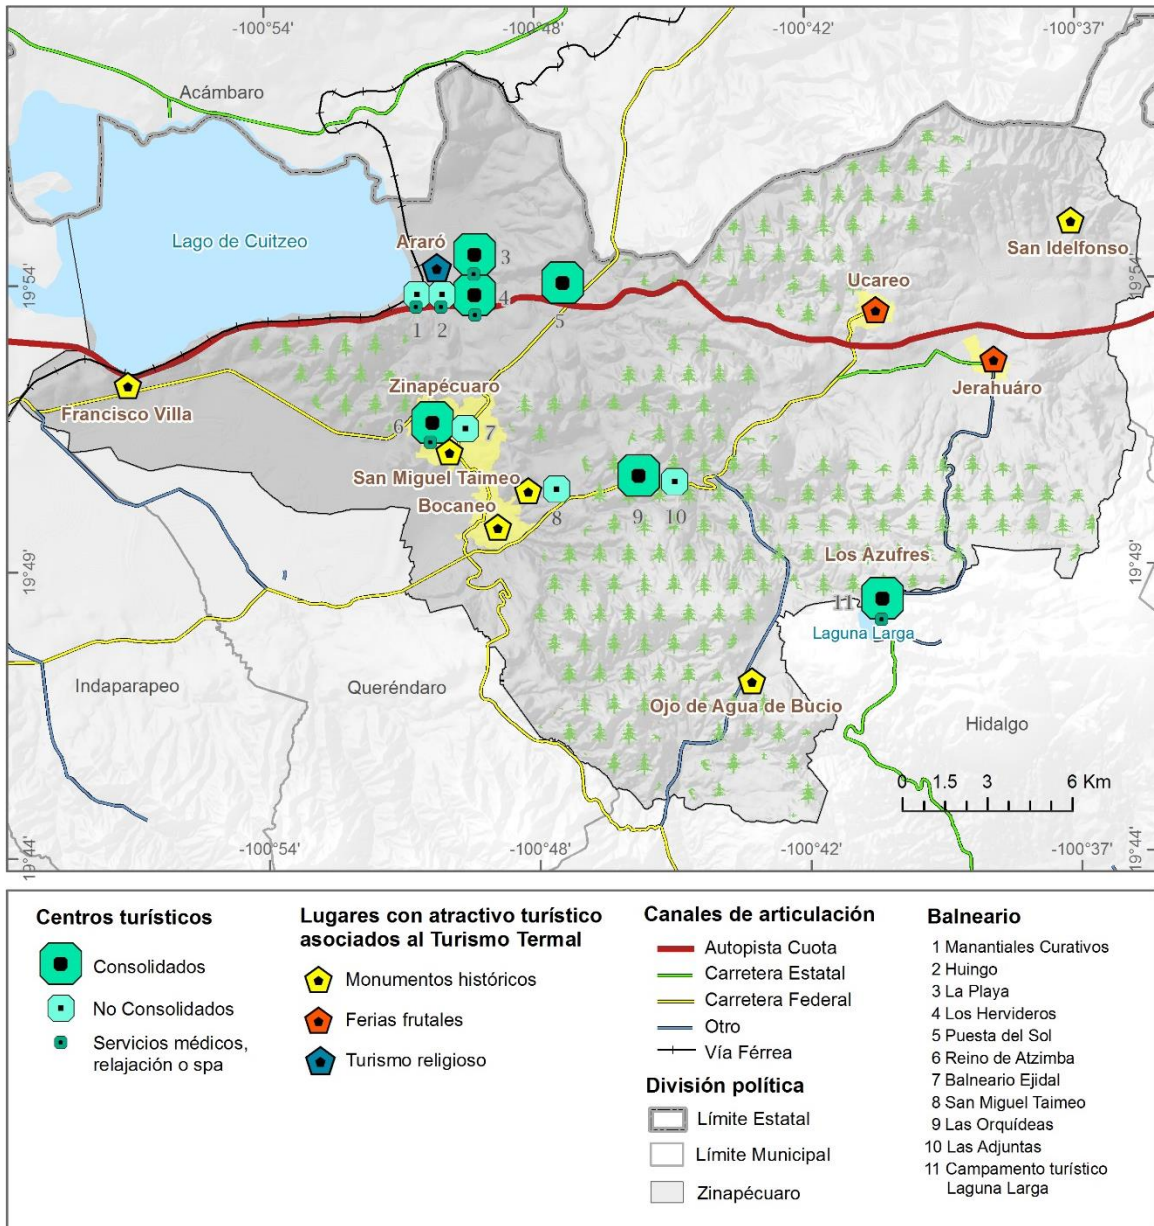 -100°54'
-100°48'
-100°42'
-100°37'
Acámbaro
Lago de Cuitzeo
Araró
San Idelfonso
Ucareo
19°54'
19°54'
3
4
1
2
5
Zinapécuaro
Jerahuáro
Francisco Villa
6
7
San Miguel Taimeo
Bocaneo
8
9
10
19°49'
19°49'
Los Azufres
11
Laguna Larga
Indaparapeo
Queréndaro
Ojo de Agua de Bucio
Hidalgo
0 1.5 3 6 Km
19°44'
19°44'
-100°54'
-100°48'
-100°42'
-100°37'
Centros turísticos
Consolidados
No Consolidados
Servicios médicos,
relajación o spa
Lugares con atractivo turístico
asociados al Turismo Termal
Monumentos históricos
Ferias frutales
Turismo religioso
Canales de articulación
Autopista Cuota
Carretera Estatal
Carretera Federal
Otro
Vía Férrea
División política
Límite Estatal
Límite Municipal
Zinapécuaro
Balneario
1 Manantiales Curativos
2 Huingo
3 La Playa
4 Los Hervideros
5 Puesta del Sol
6 Reino de Atzimba
7 Balneario Ejidal
8 San Miguel Taimeo
9 Las Orquídeas
10 Las Adjuntas
11 Campamento turístico
Laguna Larga